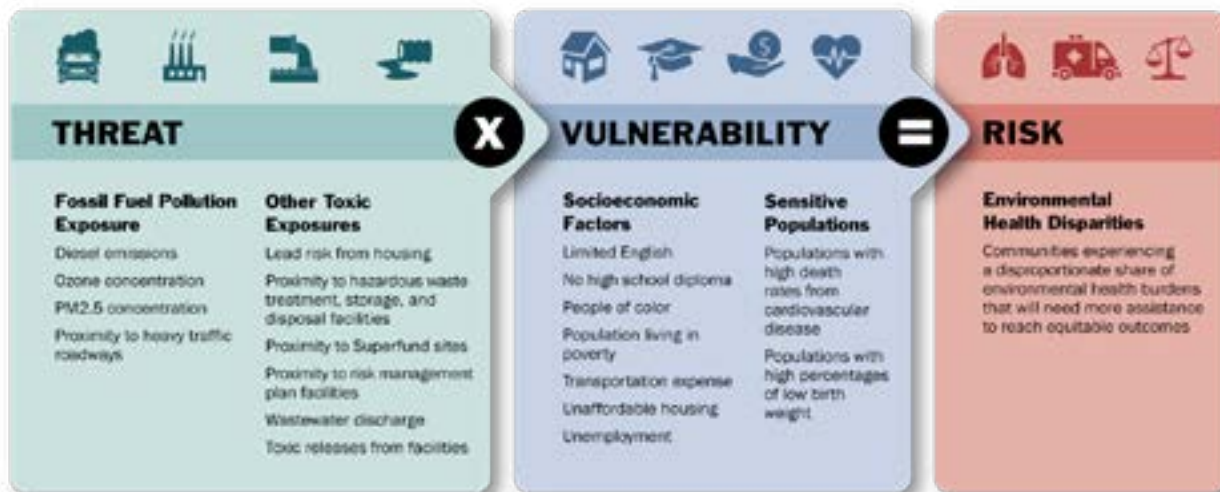 THREAT
X
VULNERABILITY
=
RISK
Fossil Fuel Pollution
Exposure
Diesel emissions
Ozone concentration
PM2.5 concentration
Proximity to heavy traffic
roadways
Other Toxic
Exposures
Lead risk from housing
Proximity to hazardous waste
treatment, storage, and
disposal facilities
Proximity to Superfund sites
Proximity to risk management
plan facilities
Wastewater discharge
Toxic releases from facilities
Socioeconomic
Factors
Limited English
No high school diploma
People of color
Population living in
poverty
Transportation expense
Unaffordable housing
Unemployment
Sensitive
Populations
Populations with
high death
rates from
cardiovascular
disease
Populations with
high percentages
of low birth
weight
Environmental
Health Disparities
Communities experiencing
a disproportionate share of
environmental health burdens
that will need more assistance
to reach equitable outcomes
$